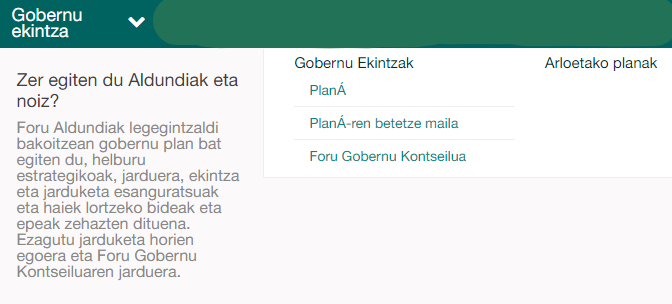 Gobernu
ekintza
Zer egiten du Aldundiak eta
noiz?
Foru Aldundiak legegintzaldi
bakoitzean gobernu plan bat
egiten du, helburu
estrategikoak, jarduera, ekintza
eta jarduketa esanguratsuak
eta haiek lortzeko bideak eta
epeak zehazten dituena.
Ezagutu jarduketa horien
egoera eta Foru Gobernu
Kontseiluaren jarduera.
Gobernu Ekintzak
PlanÁ
PlanÁ-ren betetze maila
Foru Gobernu Kontseilua
Arloetako planak